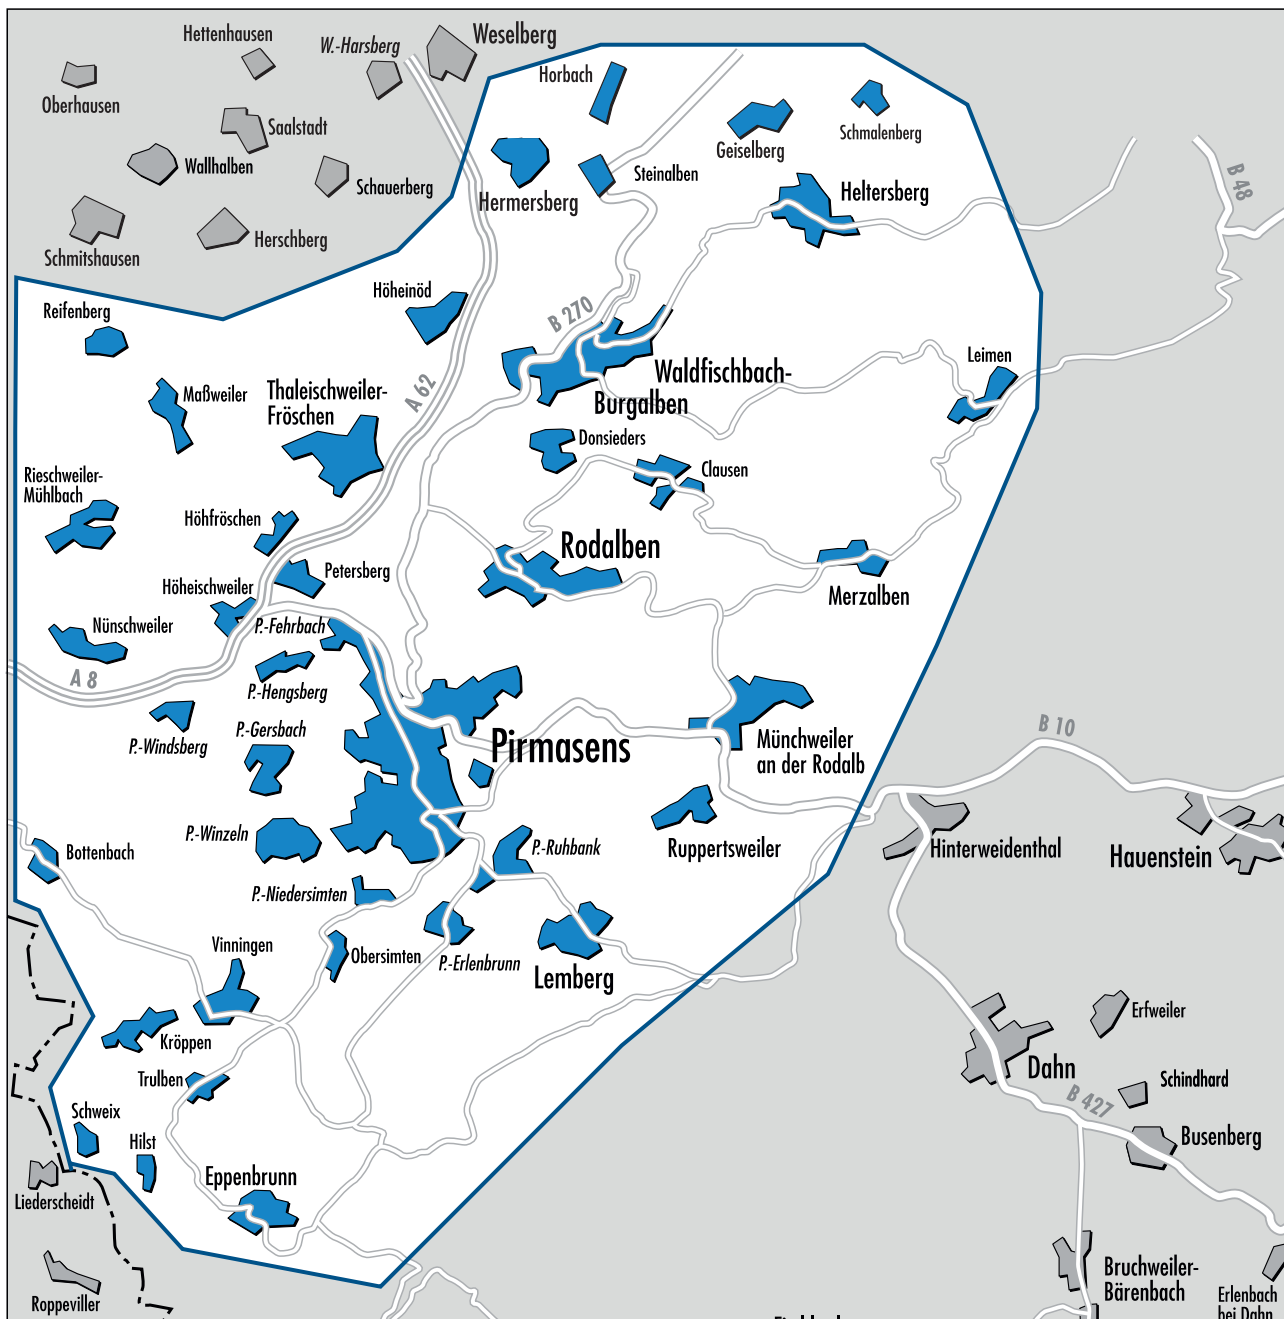 Hettenhausen
W.-Harsberg
Weselberg
Oberhausen
Horbach
Saalstadt
Schmalenberg
Geiselberg
Wallhalben
Steinalben
Schauerberg
Hermersberg
Heltersberg
B 48
Schmitshausen
Herschberg
Höheinöd
Reifenberg
B 270
Leimen
Waldfischbach-
Burgalben
Maßweiler
Thaleischweiler-
Fröschen
A 62
Donsieders
Clausen
Rieschweiler-
Mühlbach
Höhfröschen
Rodalben
Petersberg
Höheischweiler
Merzalben
Nünschweiler
P.-Fehrbach
A 8
P.-Hengsberg
P.-Windsberg
P.-Gersbach
Pirmasens
Münchweiler
an der Rodalb
B 10
P.-Winzeln
P.-Ruhbank
Ruppertsweiler
Hinterweidenthal
Hauenstein
Bottenbach
P.-Niedersimten
Vinningen
Obersimten
P.-Erlenbrunn
Lemberg
Kröppen
Erfweiler
Dahn
Trulben
Schindhard
B 427
Schweix
Hilst
Busenberg
Eppenbrunn
Liederscheidt
Bruchweiler-
Bärenbach
Roppeviller
Erlenbach
bei Dahn